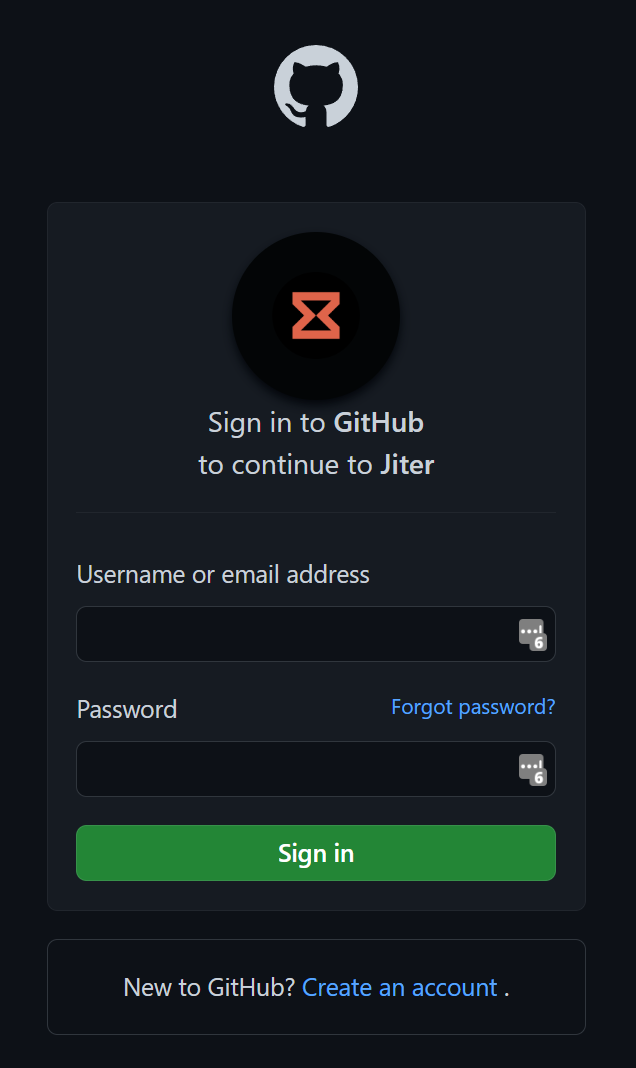 Sign in to GitHub
to continue to Jiter
Username or email address
6
Password Forgot password?
6
Sign in
New to GitHub? Create an account .